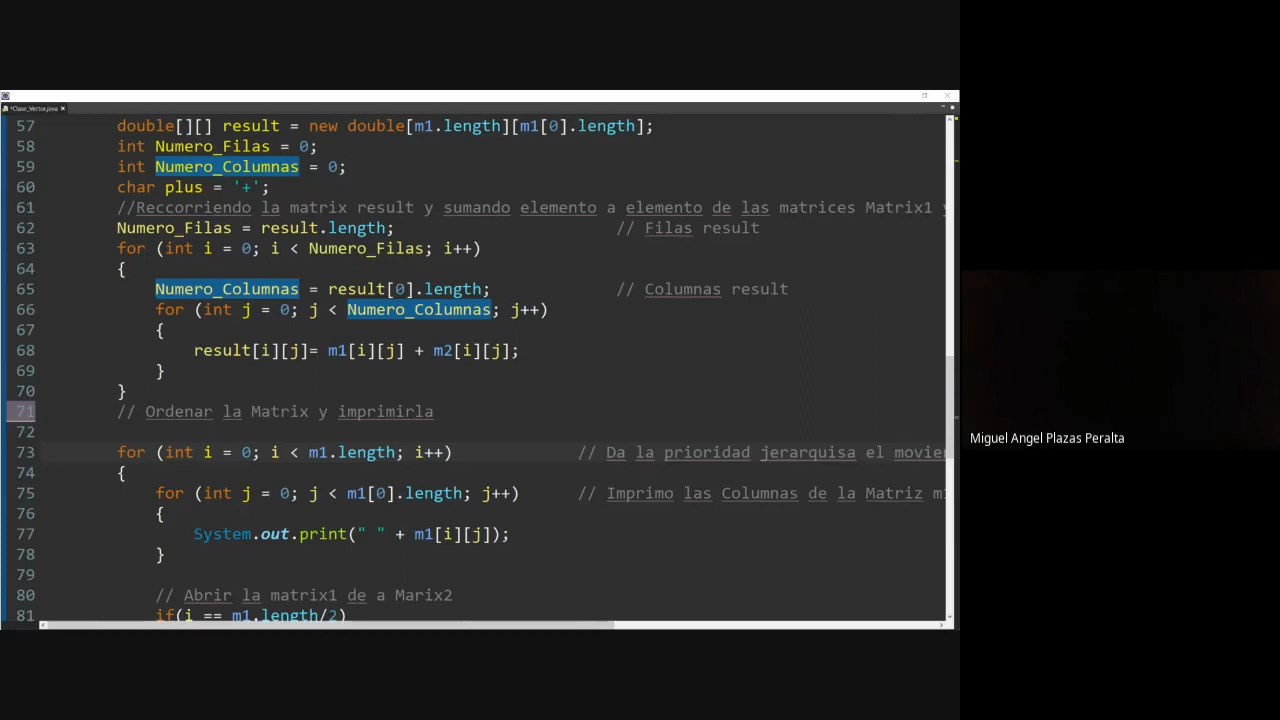 *Clase_Vector.java
57 double[][] result = new double[m1.length][m1[0].length];
58 int Numero_Filas = 0;
59 int Numero_Columnas = 0;
60 char plus = '+';
61 //Reccorriendo la matrix result y sumando elemento a elemento de las matrices Matrix1 y
62 Numero_Filas = result.length; // Filas result
63 for (int i = 0; i < Numero_Filas; i++)
64 {
65 Numero_Columnas = result[0].length; // Columnas result
66 for (int j = 0; j < Numero_Columnas; j++)
67 {
68 result[i][j]= m1[i][j] + m2[i][j];
69 }
70 }
71 // Ordenar la Matrix y imprimirla
72
73 for (int i = 0; i < m1.length; i++) // Da la prioridad jerarquisa el movie
74 {
75 for (int j = 0; j < m1[0].length; j++) // Imprimo las Columnas de la Matriz m
76 {
77 System.out.print(" " + m1[i][j]);
78 }
79
80 // Abrir la matrix1 de a Marix2
81 if(i == m1.length/2)
Miguel Angel Plazas Peralta